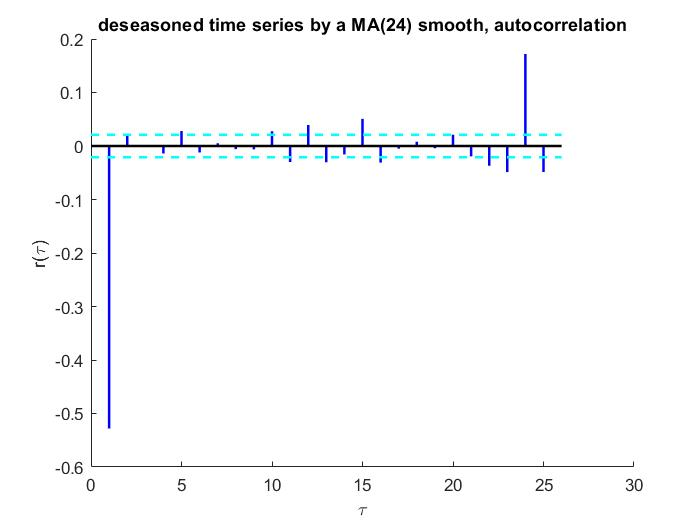 deseasoned time series by a MA(24) smooth, autocorrelation
0.2
0.1
0
-0.1
-0.2
-0.3
-0.4
-0.5
-0.6
r(τ)
0 5 10 15 20 25 30
τ